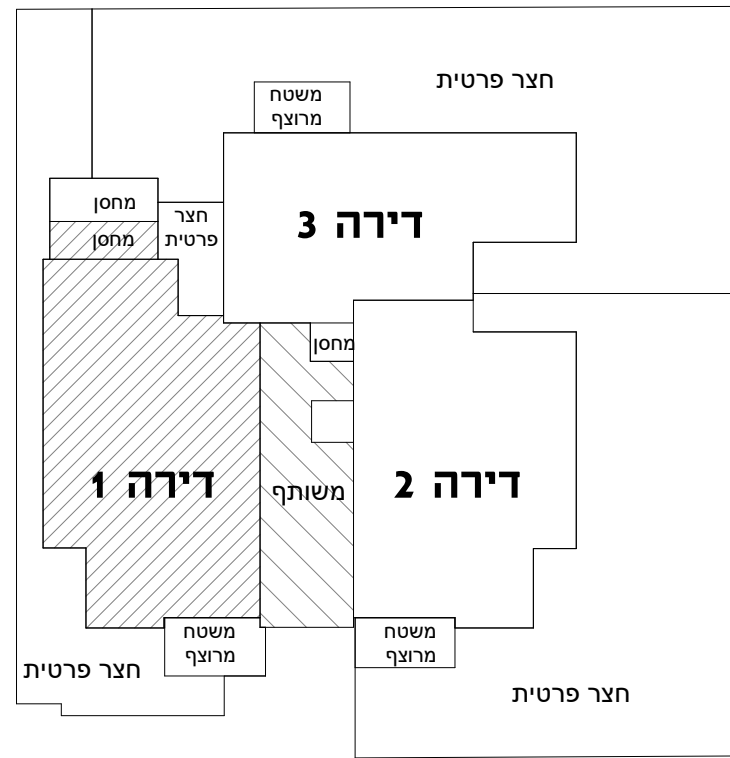 חצר פרטית
משטח
מרוצף
מחסן
חצר
פרטית
דירה 3
מחסן
מחסן
דירה 1
משותף
דירה 2
משטח
מרוצף
משטח
מרוצף
חצר פרטית
חצר פרטית